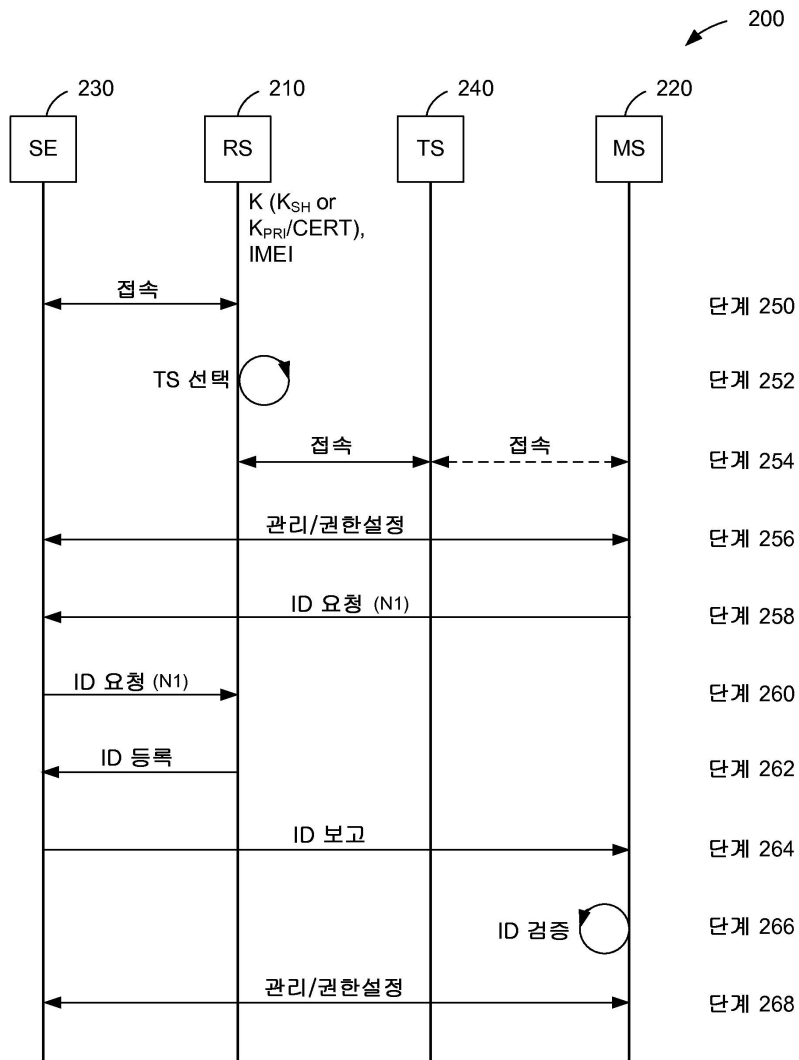 200
230
210
240
220
SE
RS
TS
MS
K (K_SH or
K_PRI/CERT),
IMEI
접속
단계 250
TS 선택
단계 252
접속
접속
단계 254
관리/권한설정
단계 256
ID 요청 (N1)
단계 258
ID 요청 (N1)
단계 260
ID 등록
단계 262
ID 보고
단계 264
ID 검증
단계 266
관리/권한설정
단계 268